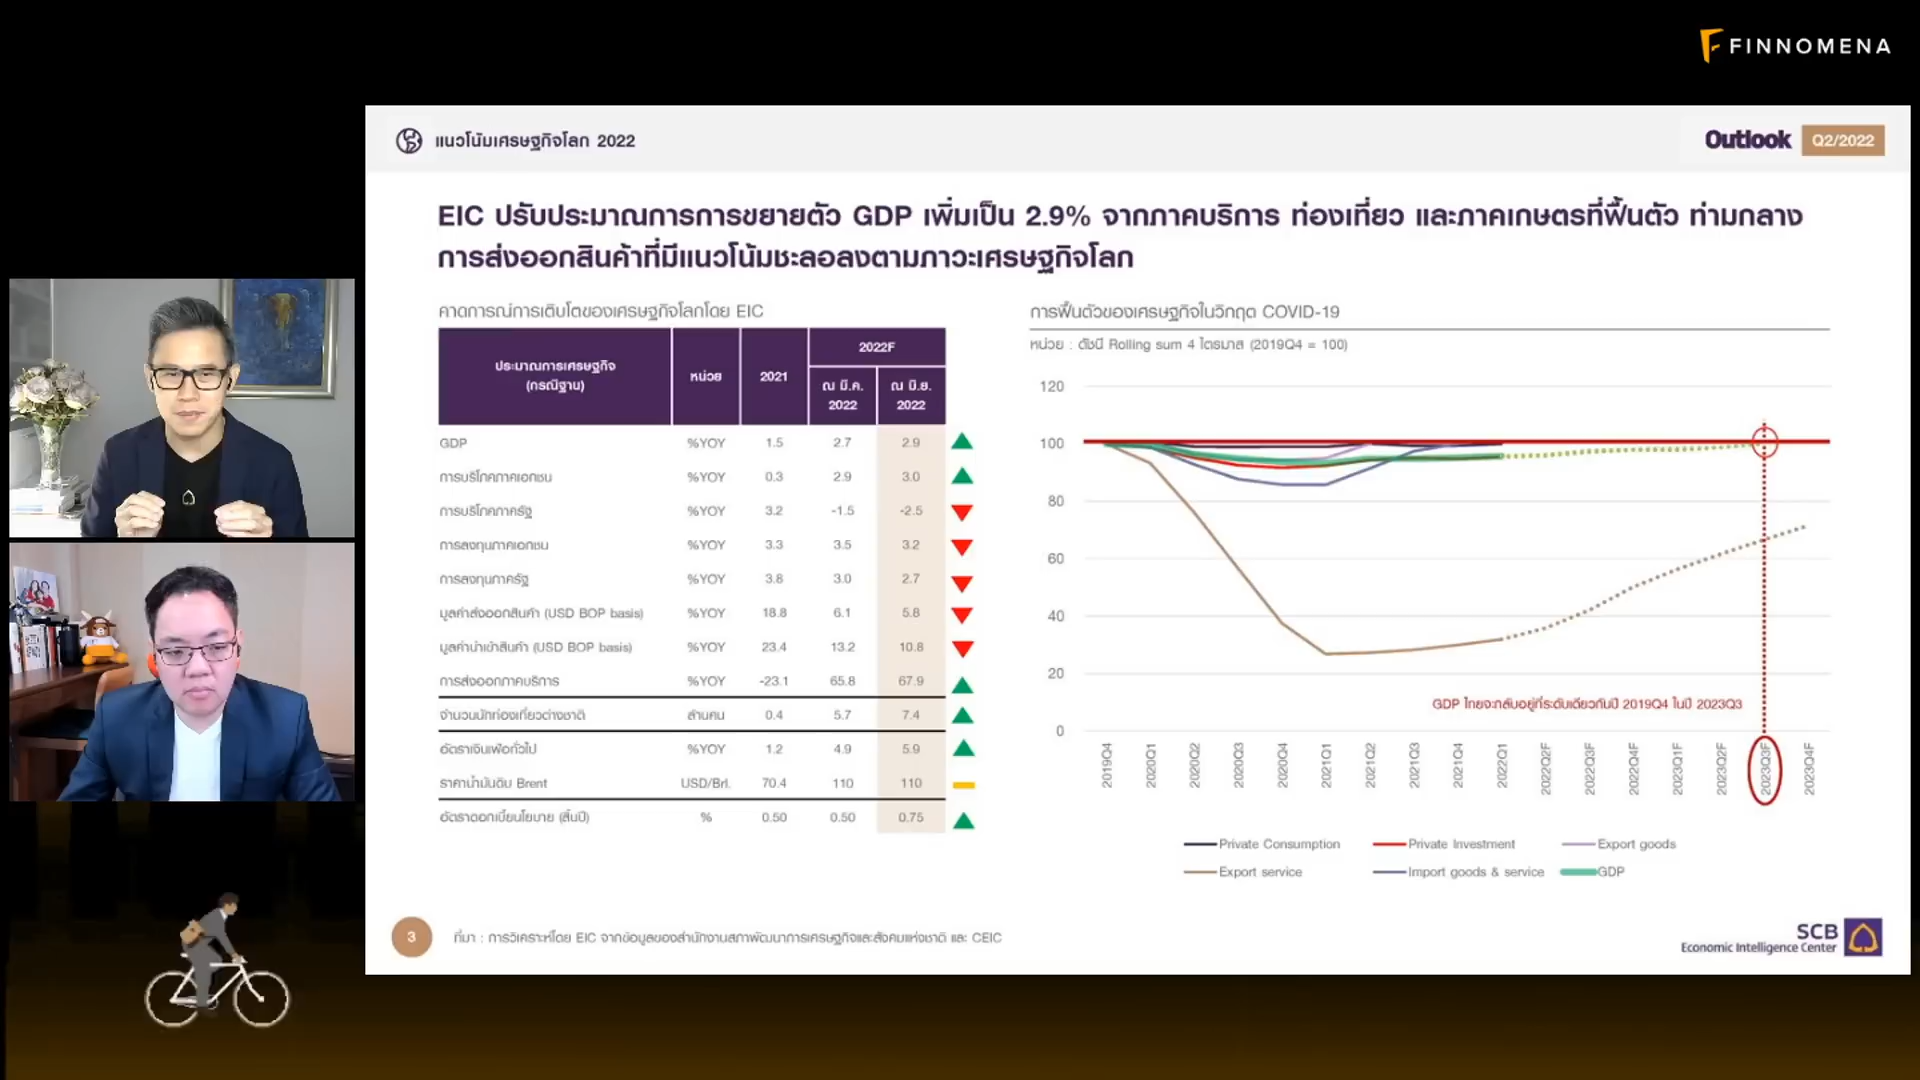 FINNOMENA
แนวโน้มเศรษฐกิจโลก 2022
Outlook Q2/2022
EIC ปรับประมาณการการขยายตัว GDP เพิ่มเป็น 2.9% จากภาคบริการ ท่องเที่ยว และภาคเกษตรที่ฟื้นตัว ท่ามกลาง
การส่งออกสินค้าที่มีแนวโน้มชะลอลงตามภาวะเศรษฐกิจโลก
คาดการณ์การเติบโตของเศรษฐกิจโลกโดย EIC
ประมาณการเศรษฐกิจ
(กรณีฐาน)
หน่วย
2021
2022F
ณ มี.ค.
2022
ณ มิ.ย.
2022
GDP %YOY 1.5 2.7 2.9
การบริโภคภาคเอกชน %YOY 0.3 2.9 3.0
การบริโภคภาครัฐ %YOY 3.2 -1.5 -2.5
การลงทุนภาคเอกชน %YOY 3.3 3.5 3.2
การลงทุนภาครัฐ %YOY 3.8 3.0 2.7
มูลค่าส่งออกสินค้า (USD BOP basis) %YOY 18.8 6.1 5.8
มูลค่านำเข้าสินค้า (USD BOP basis) %YOY 23.4 13.2 10.8
การส่งออกภาคบริการ %YOY -23.1 65.8 67.9
จำนวนนักท่องเที่ยวต่างชาติ ล้านคน 0.4 5.7 7.4
อัตราเงินเฟ้อทั่วไป %YOY 1.2 4.9 5.9
ราคาน้ำมันดิบ Brent USD/Brl. 70.4 110 110
อัตราดอกเบี้ยนโยบาย (สิ้นปี) % 0.50 0.50 0.75
การฟื้นตัวของเศรษฐกิจในวิกฤต COVID-19
หน่วย : ดัชนี Rolling sum 4 ไตรมาส (2019Q4 = 100)
120
100
80
60
40
20
0
GDP ไทยจะกลับอยู่ที่ระดับเดียวกับปี 2019Q4 ในปี 2023Q3
2019Q4 2020Q1 2020Q2 2020Q3 2020Q4 2021Q1 2021Q2 2021Q3 2021Q4 2022Q1 2022Q2F 2022Q3F 2022Q4F 2023Q1F 2023Q2F 2023Q3F 2023Q4F
Private Consumption Private Investment Export goods
Export service Import goods & service GDP
3
ที่มา : การวิเคราะห์โดย EIC จากข้อมูลของสำนักงานสภาพัฒนาการเศรษฐกิจและสังคมแห่งชาติ และ CEIC
SCB
Economic Intelligence Center